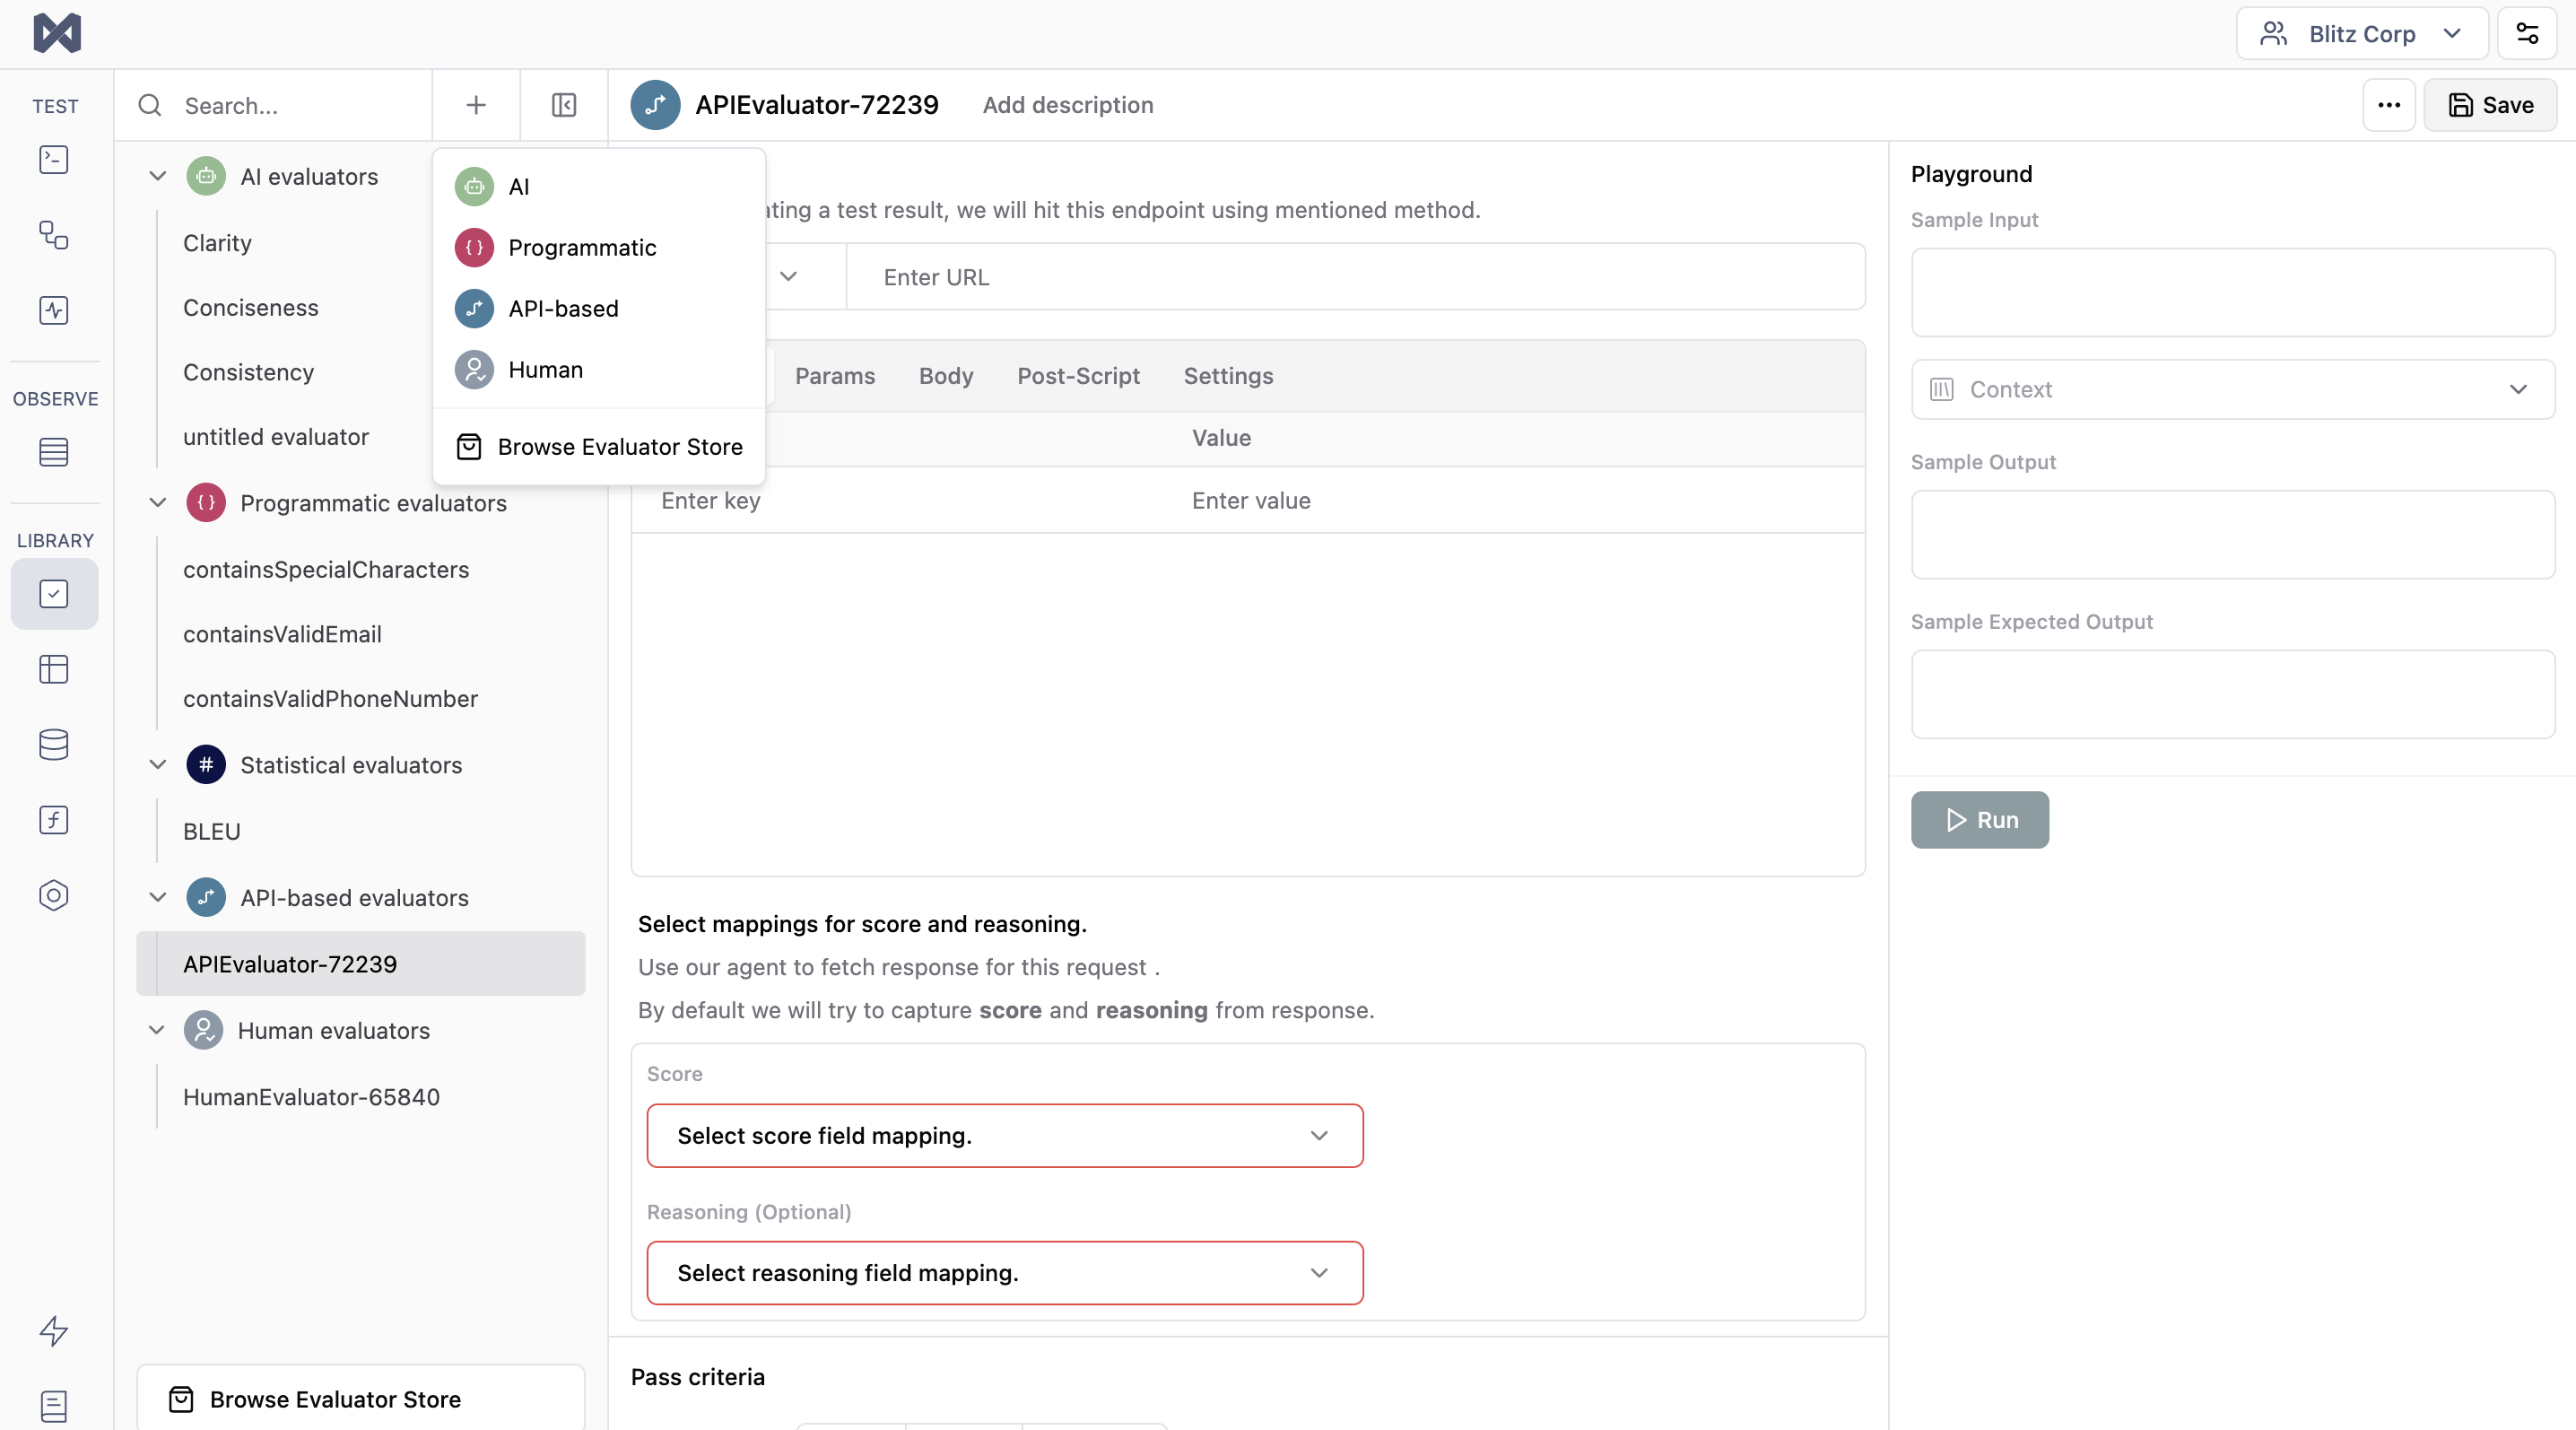 Blitz Corp
TEST
OBSERVE
LIBRARY
Search...
AI evaluators
Clarity
Conciseness
Consistency
untitled evaluator
Programmatic evaluators
containsSpecialCharacters
containsValidEmail
containsValidPhoneNumber
Statistical evaluators
BLEU
API-based evaluators
APIEvaluator-72239
Human evaluators
HumanEvaluator-65840
Browse Evaluator Store
AI
Programmatic
API-based
Human
Browse Evaluator Store
APIEvaluator-72239 Add description
Save
a test result, we will hit this endpoint using mentioned method.
Enter URL
Params Body Post-Script Settings
Value
Enter key Enter value
Select mappings for score and reasoning.
Use our agent to fetch response for this request .
By default we will try to capture score and reasoning from response.
Score
Select score field mapping.
Reasoning (Optional)
Select reasoning field mapping.
Pass criteria
Playground
Sample Input
Context
Sample Output
Sample Expected Output
Run